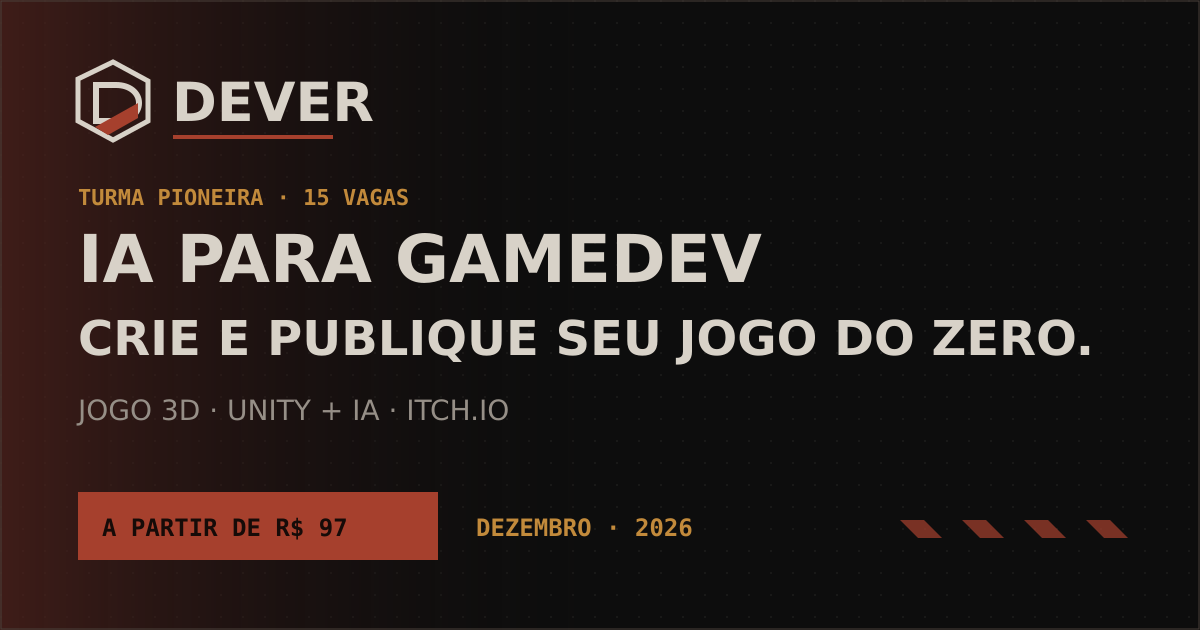 DEVER
TURMA PIONEIRA · 15 VAGAS
IA PARA GAMEDEV
CRIE E PUBLIQUE SEU JOGO DO ZERO.
JOGO 3D · UNITY + IA · ITCH.IO
A PARTIR DE R$ 97
DEZEMBRO · 2026